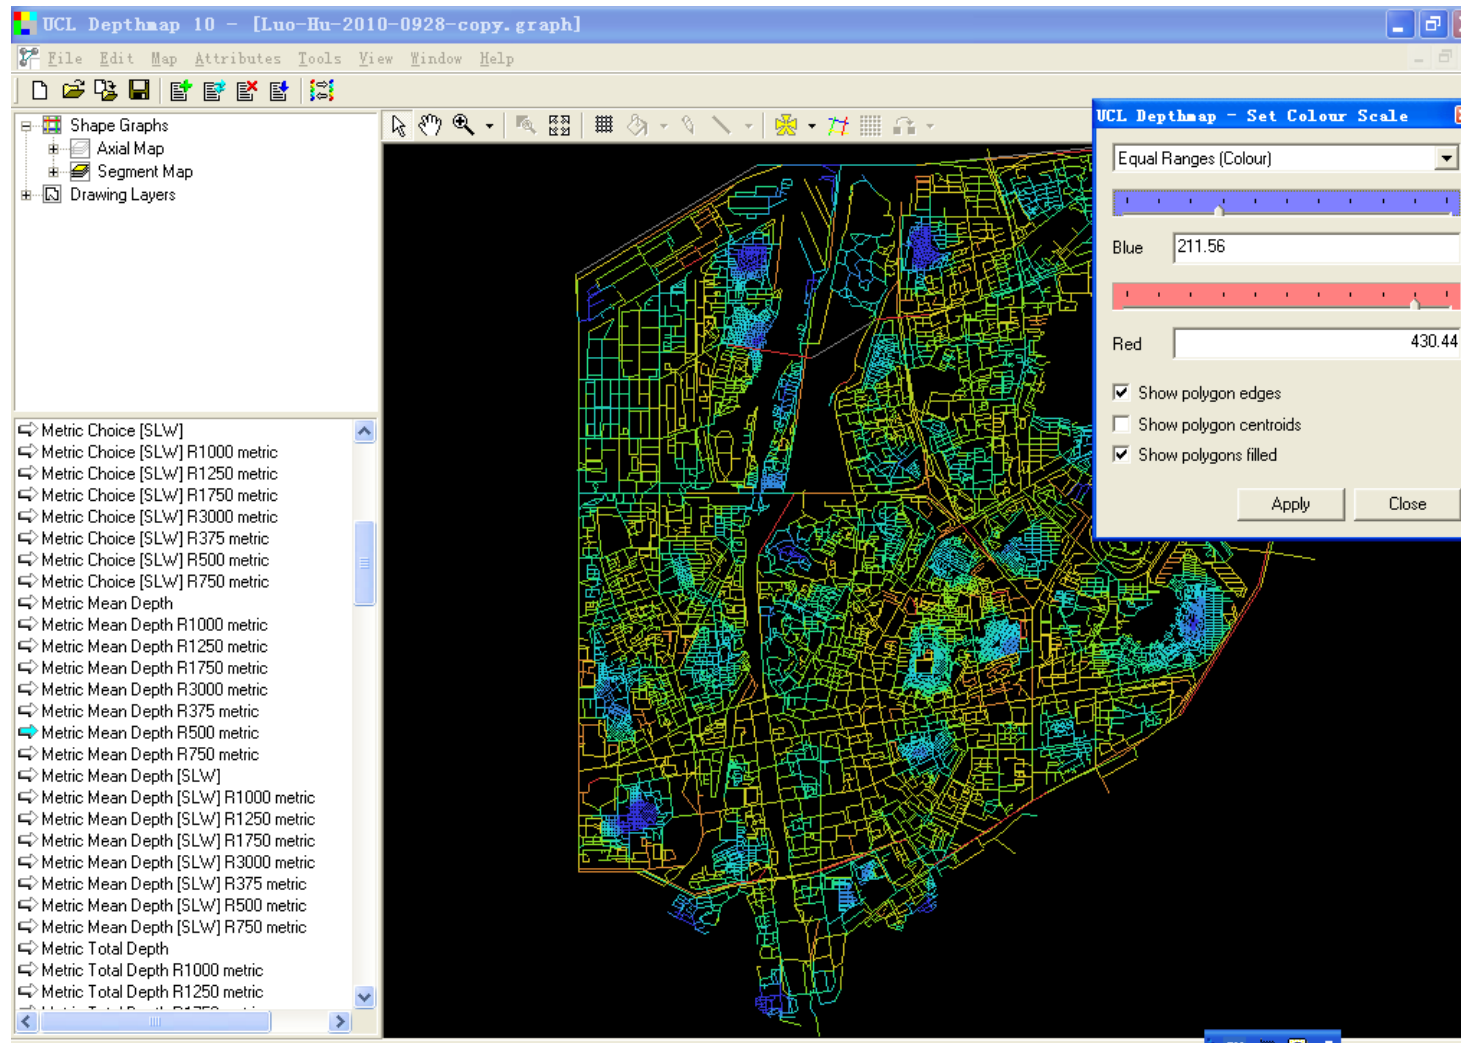 UCL Depthmap 10 - [Luo-Hu-2010-0928-copy.graph]
File Edit Map Attributes Tools View Window Help
Shape Graphs
Axial Map
Segment Map
Drawing Layers
Metric Choice [SLW]
Metric Choice [SLW] R1000 metric
Metric Choice [SLW] R1250 metric
Metric Choice [SLW] R1750 metric
Metric Choice [SLW] R3000 metric
Metric Choice [SLW] R375 metric
Metric Choice [SLW] R500 metric
Metric Choice [SLW] R750 metric
Metric Mean Depth
Metric Mean Depth R1000 metric
Metric Mean Depth R1250 metric
Metric Mean Depth R1750 metric
Metric Mean Depth R3000 metric
Metric Mean Depth R375 metric
Metric Mean Depth R500 metric
Metric Mean Depth R750 metric
Metric Mean Depth [SLW]
Metric Mean Depth [SLW] R1000 metric
Metric Mean Depth [SLW] R1250 metric
Metric Mean Depth [SLW] R1750 metric
Metric Mean Depth [SLW] R3000 metric
Metric Mean Depth [SLW] R375 metric
Metric Mean Depth [SLW] R500 metric
Metric Mean Depth [SLW] R750 metric
Metric Total Depth
Metric Total Depth R1000 metric
Metric Total Depth R1250 metric
UCL Depthmap - Set Colour Scale
Equal Ranges (Colour)
Blue 211.56
Red 430.44
Show polygon edges
Show polygon centroids
Show polygons filled
Apply Close